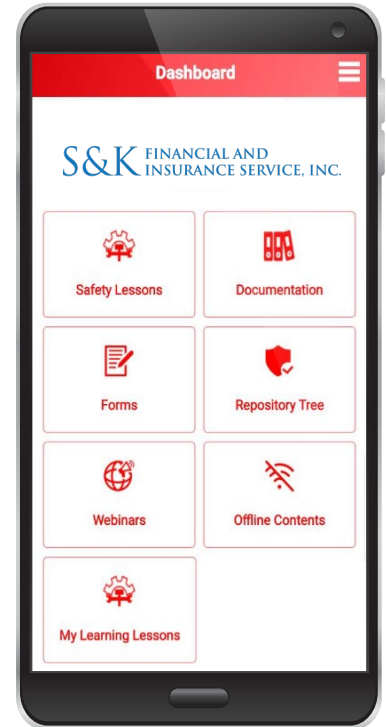 Dashboard
S&K FINANCIAL AND
INSURANCE SERVICE, INC.
Safety Lessons
Documentation
Forms
Repository Tree
Webinars
Offline Contents
My Learning Lessons